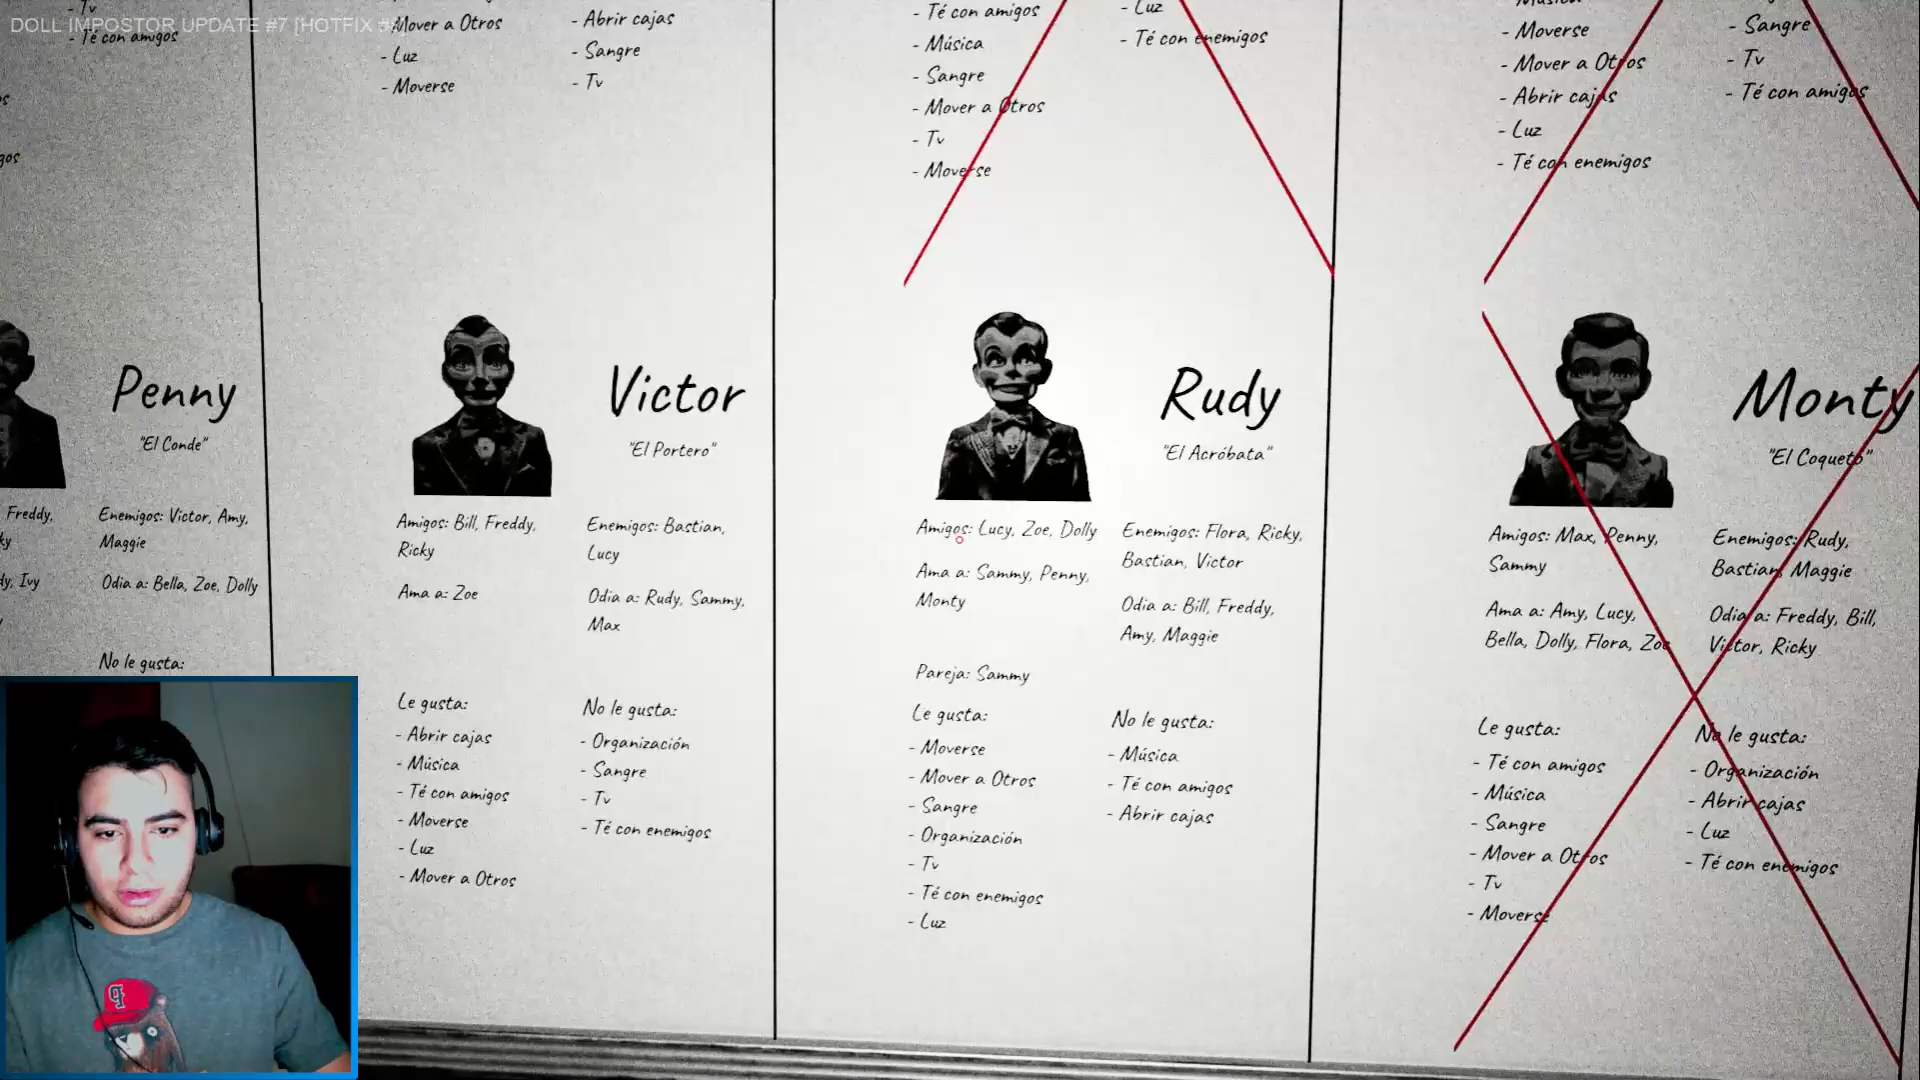 DOLL IMPOSTOR UPDATE #7 [HOTFIX
- Tv
- Té con amigos
gos
- Mover a Otros
- Luz
- Moverse
- Abrir cajas
- Sangre
- Tv
- Té con amigos
- Música
- Sangre
- Mover a Otros
- Tv
- Moverse
- Luz
- Té con enemigos
- Moverse
- Mover a Otros
- Abrir cajas
- Luz
- Té con enemigos
- Sangre
- Tv
- Té con amigos
Penny
"El Conde"
Freddy,
Enemigos: Victor, Amy,
Maggie
Ivy
Odia a: Bella, Zoe, Dolly
No le gusta:
Victor
"El Portero"
Amigos: Bill, Freddy,
Ricky
Ama a: Zoe
Enemigos: Bastian,
Lucy
Odia a: Rudy, Sammy,
Max
Le gusta:
- Abrir cajas
- Música
- Té con amigos
- Moverse
- Luz
- Mover a Otros
No le gusta:
- Organización
- Sangre
- Tv
- Té con enemigos
Rudy
"El Acróbata"
Amigos: Lucy, Zoe, Dolly
Ama a: Sammy, Penny,
Monty
Pareja: Sammy
Enemigos: Flora, Ricky,
Bastian, Victor
Odia a: Bill, Freddy,
Amy, Maggie
Le gusta:
- Moverse
- Mover a Otros
- Sangre
- Organización
- Tv
- Té con enemigos
- Luz
No le gusta:
- Música
- Té con amigos
- Abrir cajas
Monty
"El Coqueto"
Amigos: Max, Penny,
Sammy
Ama a: Amy, Lucy,
Bella, Dolly, Flora, Zoe
Enemigos: Rudy,
Bastian, Maggie
Odia a: Freddy, Bill,
Victor, Ricky
Le gusta:
- Té con amigos
- Música
- Sangre
- Mover a Otros
- Tv
- Moverse
No le gusta:
- Organización
- Abrir cajas
- Luz
- Té con enemigos